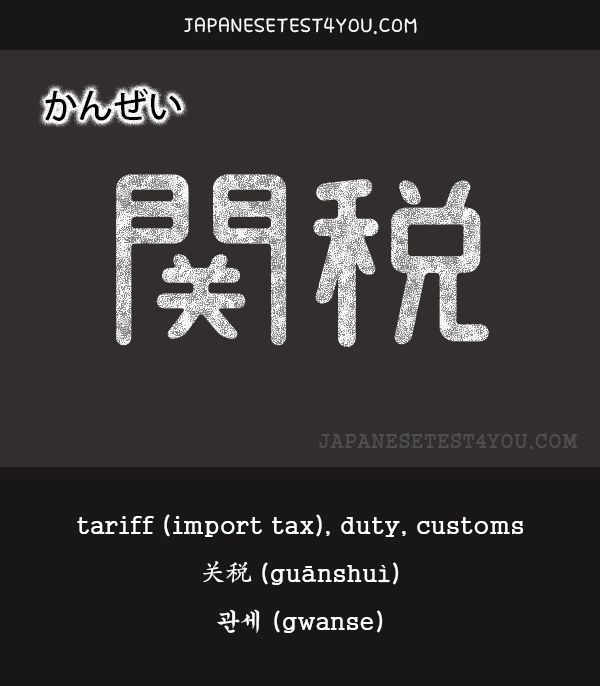 JAPANESETEST4YOU.COM
かんぜい
関税
JAPANESETEST4YOU.COM
tariff (import tax), duty, customs
关税 (guānshuì)
관세 (gwanse)